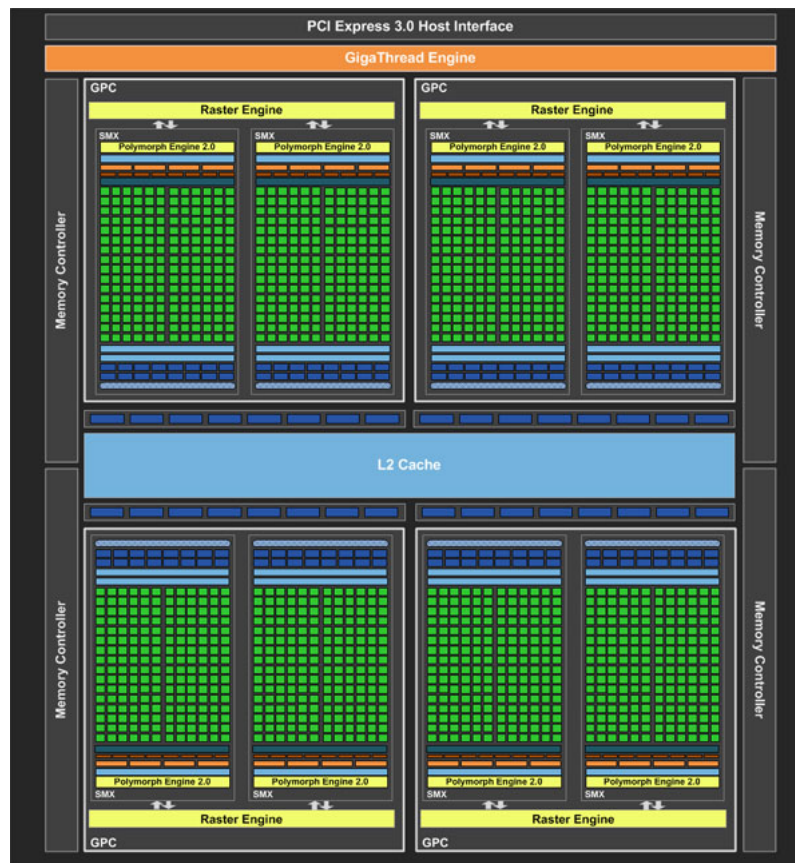 PCI Express 3.0 Host Interface
GigaThread Engine
GPC
Raster Engine
SMX
Polymorph Engine 2.0
SMX
Polymorph Engine 2.0
GPC
Raster Engine
SMX
Polymorph Engine 2.0
SMX
Polymorph Engine 2.0
Memory Controller
Memory Controller
L2 Cache
Memory Controller
Memory Controller
Polymorph Engine 2.0
SMX
Polymorph Engine 2.0
SMX
Raster Engine
GPC
Polymorph Engine 2.0
SMX
Polymorph Engine 2.0
SMX
Raster Engine
GPC